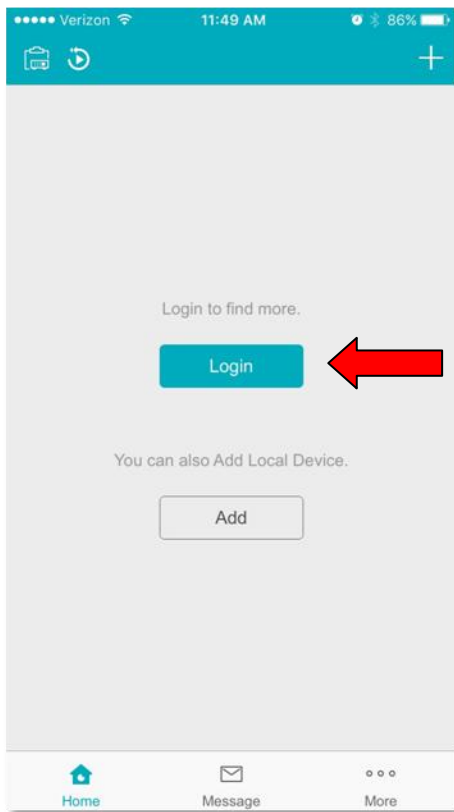 Verizon 11:49 AM 86%
Login to find more.
Login
You can also Add Local Device.
Add
Home Message More